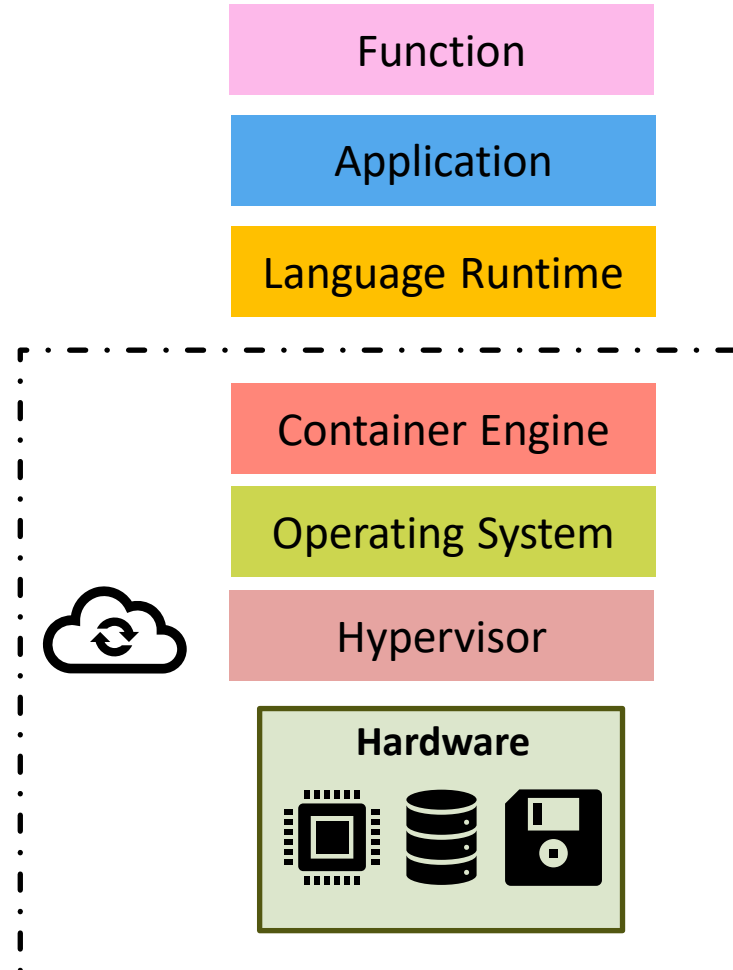 Function
Application
Language Runtime
Container Engine
Operating System
Hypervisor
Hardware